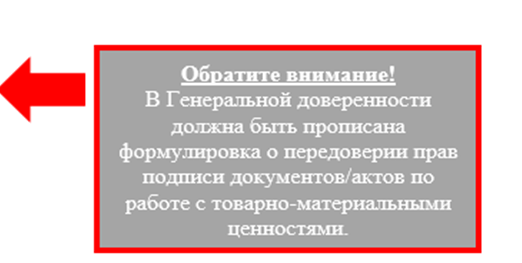 Обратите внимание!
В Генеральной доверенности
должна быть прописана
формулировка о передоверии прав
подписи документов/актов по
работе с товарно-материальными
ценностями.